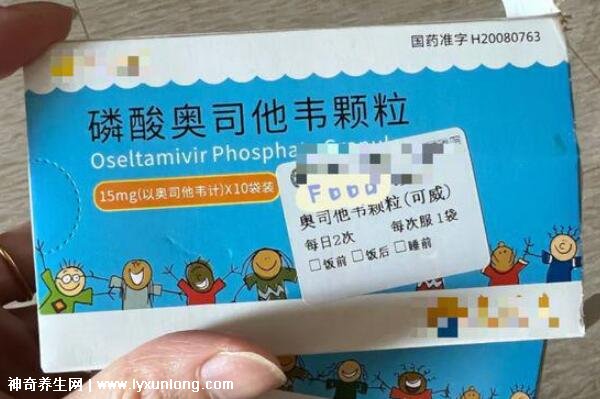 国药准字 H20080763
磷酸奥司他韦颗粒
Oseltamivir Phosphate
15mg(以奥司他韦计)X10袋装
FOOD
奥司他韦颗粒(可威)
每日2次 每次服1袋
□饭前 □饭后 □睡前
神奇养生网 | www.lyxunlong.com